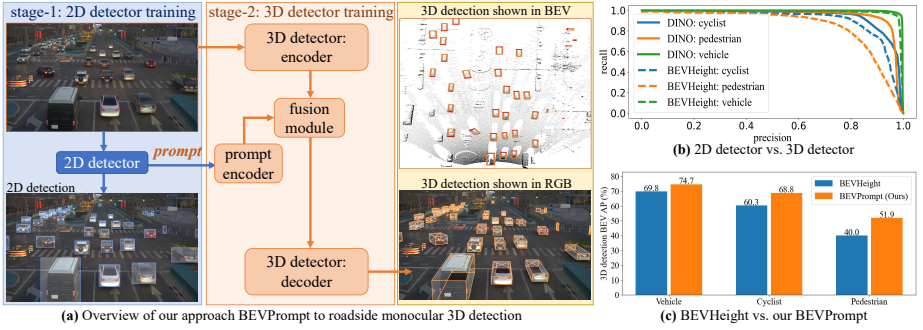 stage-1: 2D detector training
2D detector
2D detection
prompt
stage-2: 3D detector training
3D detector:
encoder
fusion
module
prompt
encoder
3D detector:
decoder
3D detection shown in BEV
3D detection shown in RGB
(a) Overview of our approach BEVPrompt to roadside monocular 3D detection
1.0
0.8
0.6
0.4
0.2
0.0
recall
DINO: cyclist
DINO: pedestrian
DINO: vehicle
BEVHeight: cyclist
BEVHeight: pedestrian
BEVHeight: vehicle
0.0 0.2 0.4 0.6 0.8 1.0
precision
(b) 2D detector vs. 3D detector
80
70
60
50
40
30
20
10
0
3D detection BEV AP (%)
BEVHeight
BEVPrompt (Ours)
69.8 74.7
60.3 68.8
40.0 51.9
Vehicle Cyclist Pedestrian
(c) BEVHeight vs. our BEVPrompt